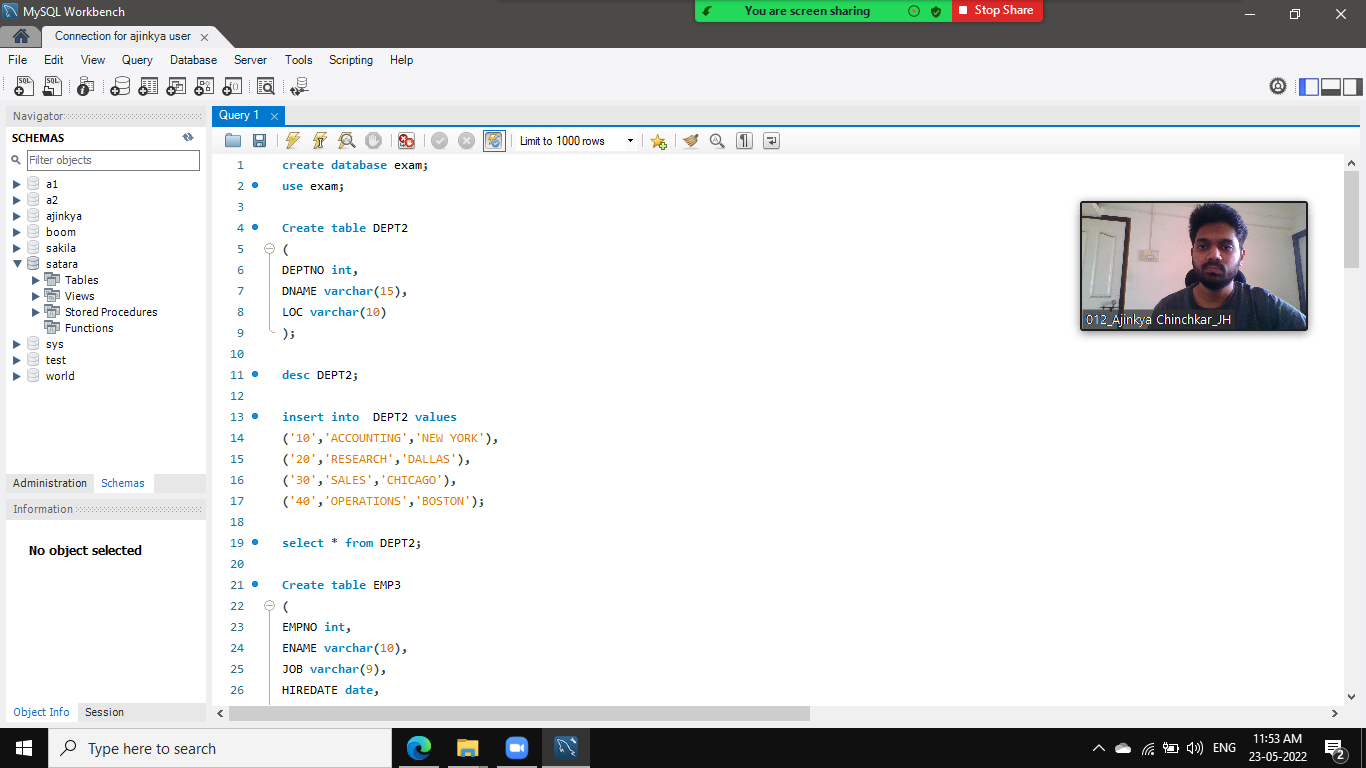 MySQL Workbench
You are screen sharing
Stop Share
Connection for ajinkya user
File Edit View Query Database Server Tools Scripting Help
Navigator
SCHEMAS
Filter objects
a1
a2
ajinkya
boom
sakila
satara
Tables
Views
Stored Procedures
Functions
sys
test
world
Administration Schemas
Information
No object selected
Object Info Session
Query 1
Limit to 1000 rows
1 create database exam;
2 use exam;
3
4 Create table DEPT2
5 (
6 DEPTNO int,
7 DNAME varchar(15),
8 LOC varchar(10)
9 );
10
11 desc DEPT2;
12
13 insert into  DEPT2 values
14 ('10','ACCOUNTING','NEW YORK'),
15 ('20','RESEARCH','DALLAS'),
16 ('30','SALES','CHICAGO'),
17 ('40','OPERATIONS','BOSTON');
18
19 select * from DEPT2;
20
21 Create table EMP3
22 (
23 EMPNO int,
24 ENAME varchar(10),
25 JOB varchar(9),
26 HIREDATE date,
012_Ajinkya Chinchkar_JH
Type here to search
ENG
11:53 AM
23-05-2022
2